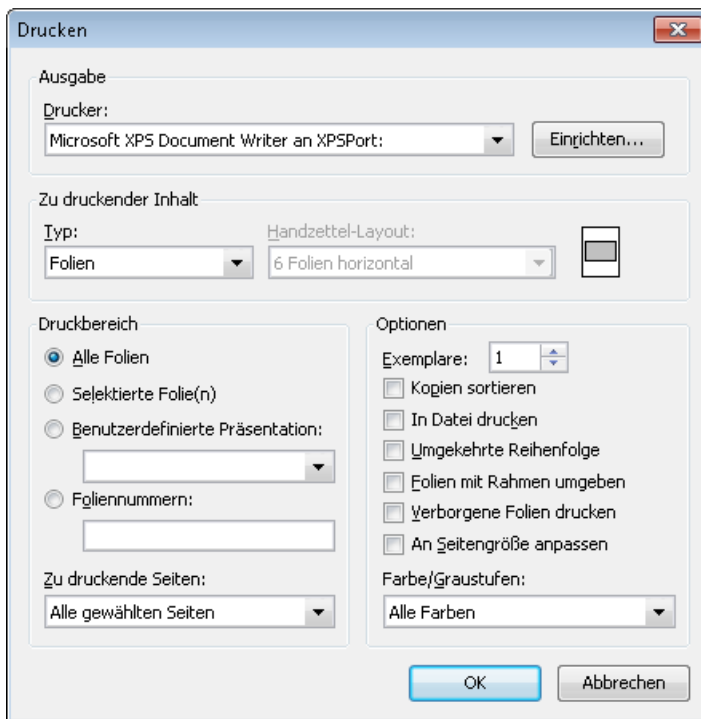 Drucken
Ausgabe
Drucker:
Microsoft XPS Document Writer an XPSPort:
Einrichten...
Zu druckender Inhalt
Typ:
Handzettel-Layout:
Folien
6 Folien horizontal
Druckbereich
Alle Folien
Selektierte Folie(n)
Benutzerdefinierte Präsentation:
Foliennummern:
Zu druckende Seiten:
Alle gewählten Seiten
Optionen
Exemplare:
1
Kopien sortieren
In Datei drucken
Umgekehrte Reihenfolge
Folien mit Rahmen umgeben
Verborgene Folien drucken
An Seitengröße anpassen
Farbe/Graustufen:
Alle Farben
OK
Abbrechen